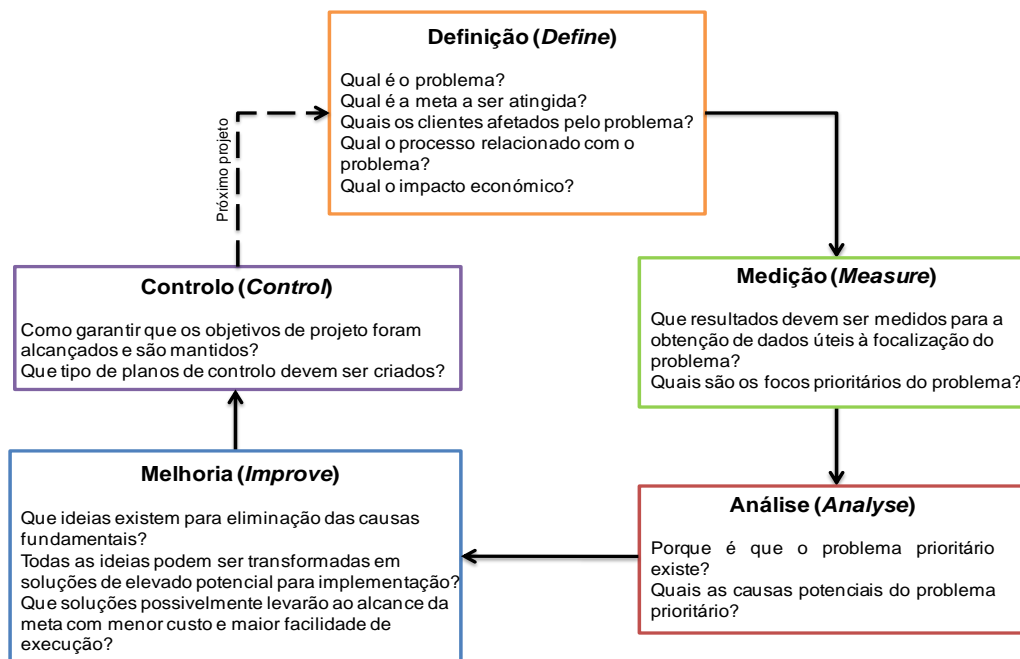 Definição (Define)
Qual é o problema?
Qual é a meta a ser atingida?
Quais os clientes afetados pelo problema?
Qual o processo relacionado com o
problema?
Qual o impacto económico?
Próximo projeto
Controlo (Control)
Como garantir que os objetivos de projeto foram
alcançados e são mantidos?
Que tipo de planos de controlo devem ser criados?
Medição (Measure)
Que resultados devem ser medidos para a
obtenção de dados úteis à focalização do
problema?
Quais são os focos prioritários do problema?
Melhoria (Improve)
Que ideias existem para eliminação das causas
fundamentais?
Todas as ideias podem ser transformadas em
soluções de elevado potencial para implementação?
Que soluções possivelmente levarão ao alcance da
meta com menor custo e maior facilidade de
execução?
Análise (Analyse)
Porque é que o problema prioritário
existe?
Quais as causas potenciais do problema
prioritário?